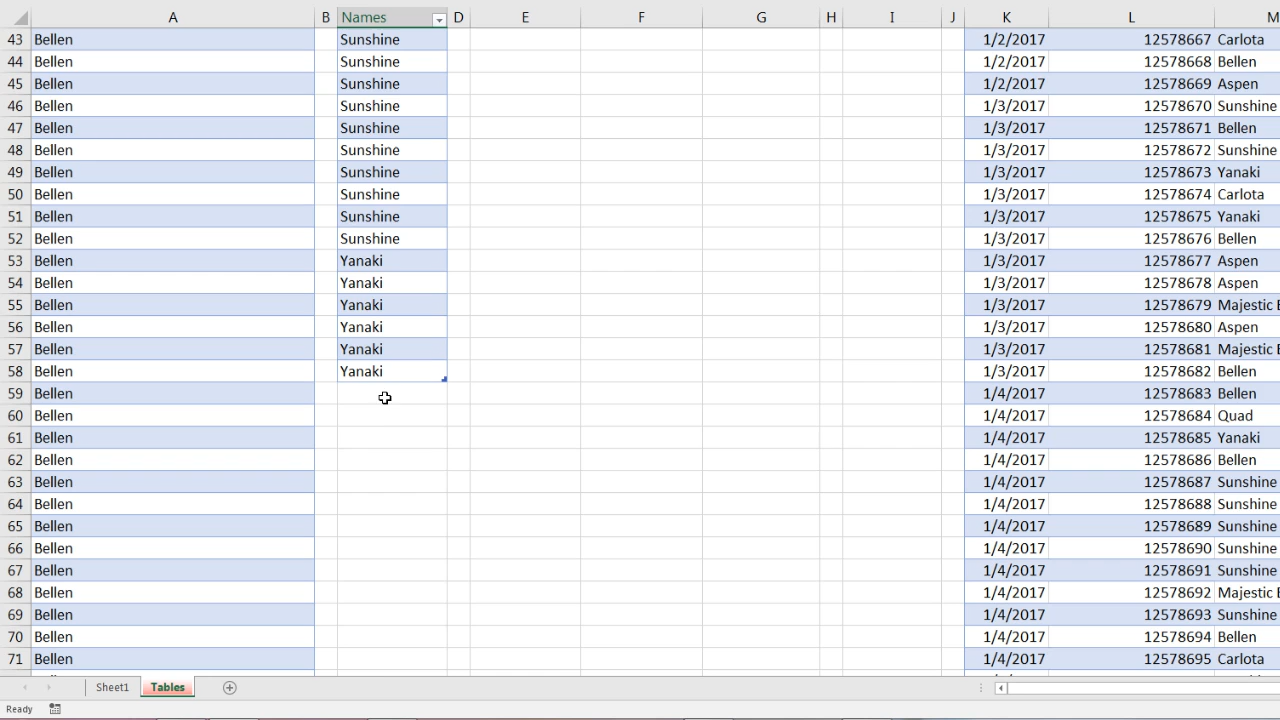 A B Names D E F G H I J K L M
43 Bellen Sunshine 1/2/2017 12578667 Carlota
44 Bellen Sunshine 1/2/2017 12578668 Bellen
45 Bellen Sunshine 1/2/2017 12578669 Aspen
46 Bellen Sunshine 1/3/2017 12578670 Sunshine
47 Bellen Sunshine 1/3/2017 12578671 Bellen
48 Bellen Sunshine 1/3/2017 12578672 Sunshine
49 Bellen Sunshine 1/3/2017 12578673 Yanaki
50 Bellen Sunshine 1/3/2017 12578674 Carlota
51 Bellen Sunshine 1/3/2017 12578675 Yanaki
52 Bellen Sunshine 1/3/2017 12578676 Bellen
53 Bellen Yanaki 1/3/2017 12578677 Aspen
54 Bellen Yanaki 1/3/2017 12578678 Aspen
55 Bellen Yanaki 1/3/2017 12578679 Majestic
56 Bellen Yanaki 1/3/2017 12578680 Aspen
57 Bellen Yanaki 1/3/2017 12578681 Majestic
58 Bellen Yanaki 1/3/2017 12578682 Bellen
59 Bellen 1/4/2017 12578683 Bellen
60 Bellen 1/4/2017 12578684 Quad
61 Bellen 1/4/2017 12578685 Yanaki
62 Bellen 1/4/2017 12578686 Bellen
63 Bellen 1/4/2017 12578687 Sunshine
64 Bellen 1/4/2017 12578688 Sunshine
65 Bellen 1/4/2017 12578689 Sunshine
66 Bellen 1/4/2017 12578690 Sunshine
67 Bellen 1/4/2017 12578691 Sunshine
68 Bellen 1/4/2017 12578692 Majestic
69 Bellen 1/4/2017 12578693 Sunshine
70 Bellen 1/4/2017 12578694 Bellen
71 Bellen 1/4/2017 12578695 Carlota
Sheet1 Tables
Ready